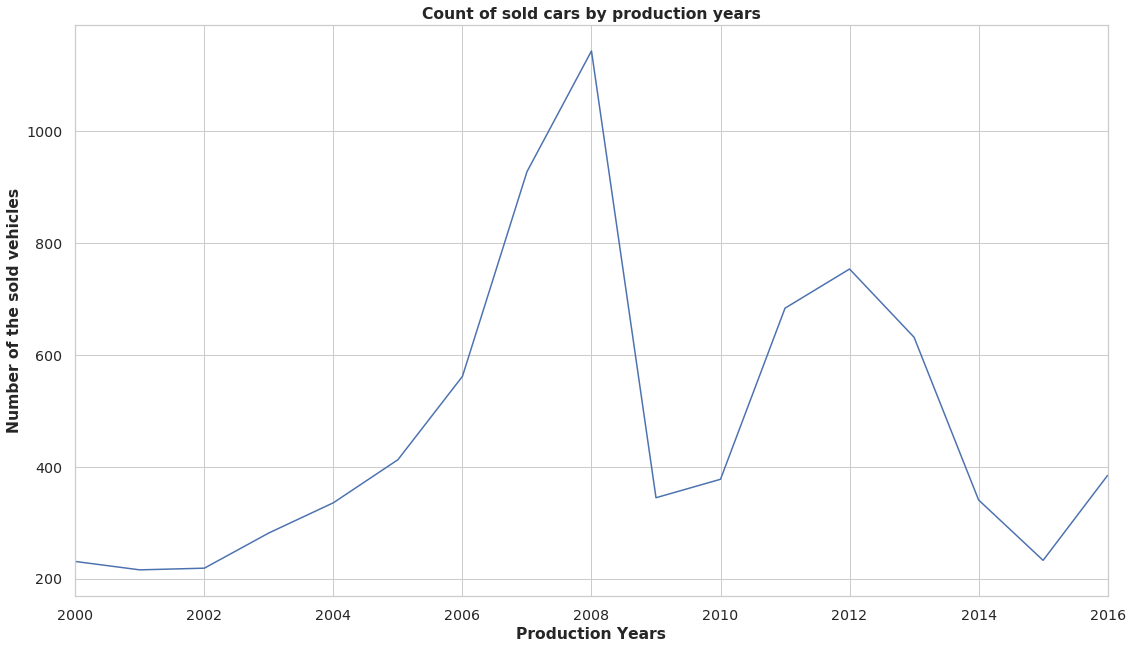 Count of sold cars by production years
Number of the sold vehicles
1000
800
600
400
200
2000 2002 2004 2006 2008 2010 2012 2014 2016
Production Years